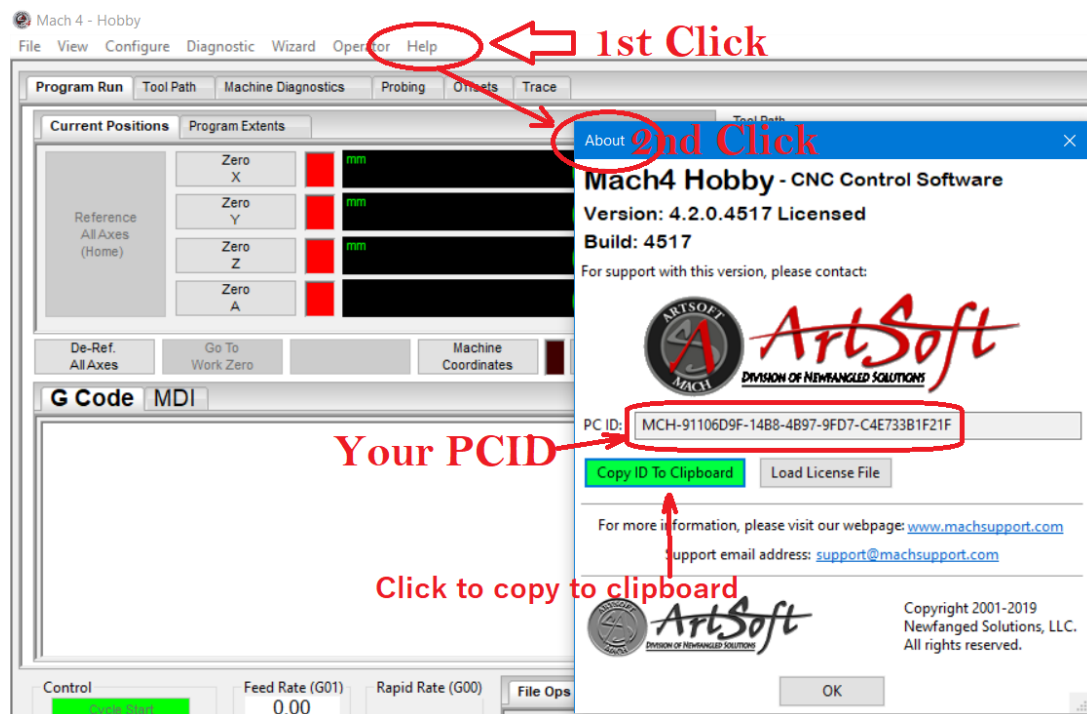 Mach 4 - Hobby
File View Configure Diagnostic Wizard Operator Help
1st Click
Program Run Tool Path Machine Diagnostics Probing Offsets Trace
Current Positions Program Extents
Tool Path
About
2nd Click
Reference
All Axes
(Home)
Zero
X
mm
Zero
Y
mm
Zero
Z
mm
Zero
A
De-Ref.
All Axes
Go To
Work Zero
Machine
Coordinates
G Code MDI
Mach4 Hobby - CNC Control Software
Version: 4.2.0.4517 Licensed
Build: 4517
For support with this version, please contact:
ARTSOFT
MACH
ArtSoft
DIVISION OF NEWFANGLED SOLUTIONS
PC ID: MCH-91106D9F-14B8-4B97-9FD7-C4E733B1F21F
Your PCID
Copy ID To Clipboard Load License File
For more information, please visit our webpage: www.machsupport.com
Support email address: support@machsupport.com
Click to copy to clipboard
ARTSOFT
MACH
ArtSoft
DIVISION OF NEWFANGLED SOLUTIONS
Copyright 2001-2019
Newfanged Solutions, LLC.
All rights reserved.
OK
Control
Cycle Start
Feed Rate (G01)
0.00
Rapid Rate (G00)
File Ops